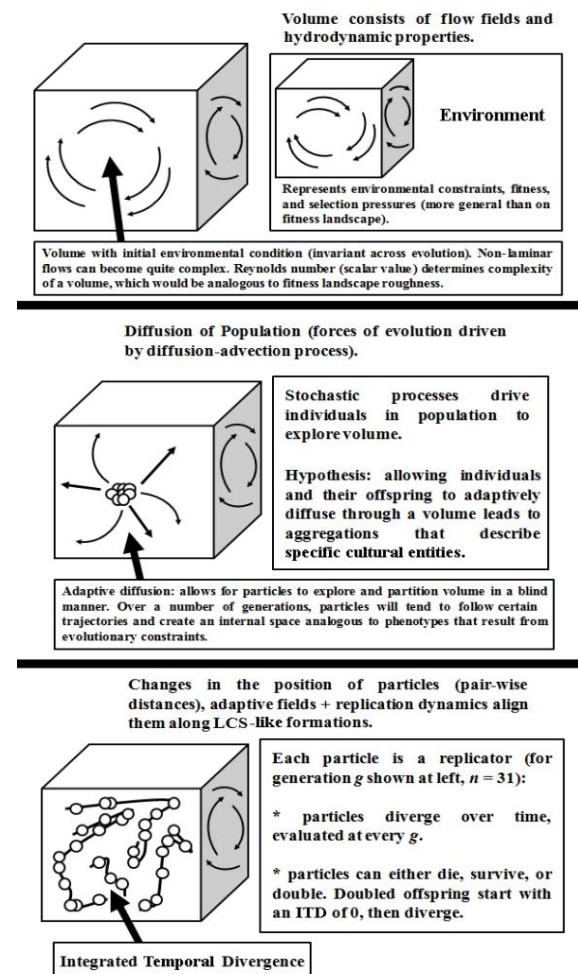 Volume consists of flow fields and
hydrodynamic properties.
Environment
Represents environmental constraints, fitness,
and selection pressures (more general than on
fitness landscape).
Volume with initial environmental condition (invariant across evolution). Non-laminar
flows can become quite complex. Reynolds number (scalar value) determines complexity
of a volume, which would be analogous to fitness landscape roughness.
Diffusion of Population (forces of evolution driven
by diffusion-advection process).
Stochastic processes drive
individuals in population to
explore volume.
Hypothesis: allowing individuals
and their offspring to adaptively
diffuse through a volume leads to
aggregations that describe
specific cultural entities.
Adaptive diffusion: allows for particles to explore and partition volume in a blind
manner. Over a number of generations, particles will tend to follow certain
trajectories and create an internal space analogous to phenotypes that result from
evolutionary constraints.
Changes in the position of particles (pair-wise
distances), adaptive fields + replication dynamics align
them along LCS-like formations.
Each particle is a replicator (for
generation g shown at left, n = 31):
* particles diverge over time,
evaluated at every g.
* particles can either die, survive, or
double. Doubled offspring start with
an ITD of 0, then diverge.
Integrated Temporal Divergence